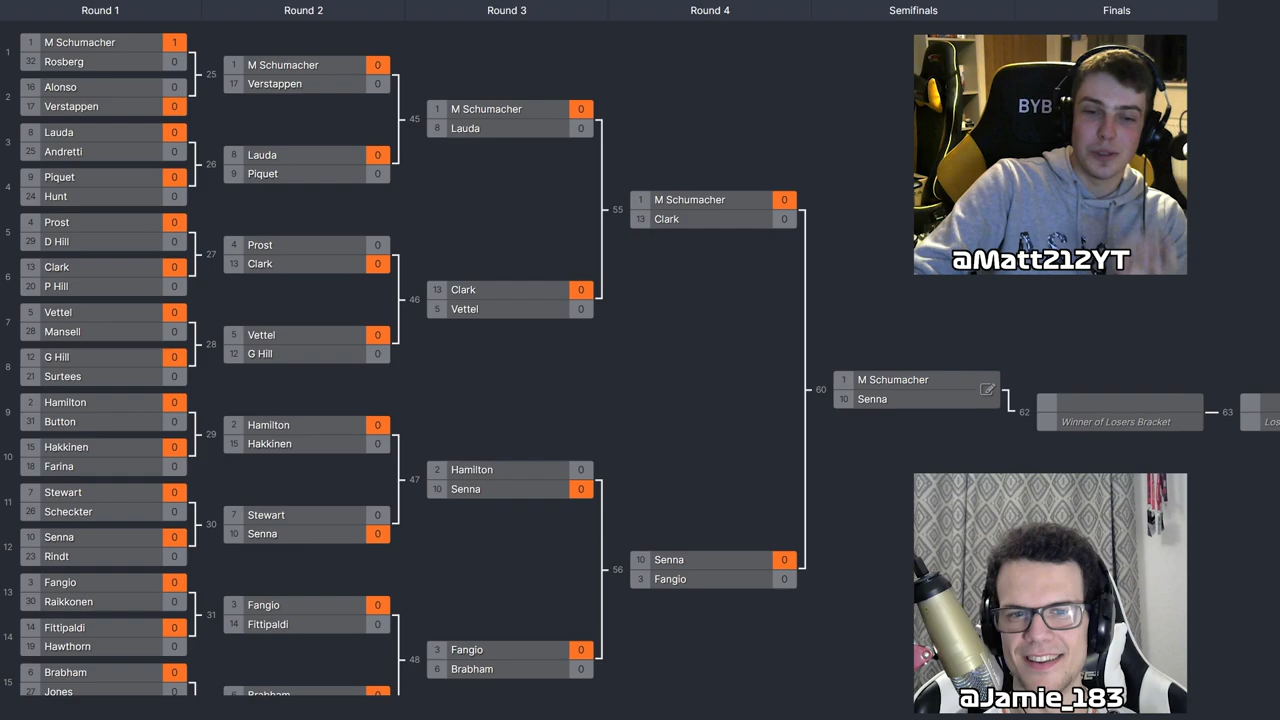 Round 1
Round 2
Round 3
Round 4
Semifinals
Finals
1
1 M Schumacher 1
32 Rosberg 0
2
16 Alonso 0
17 Verstappen 0
3
8 Lauda 0
25 Andretti 0
4
9 Piquet 0
24 Hunt 0
5
4 Prost 0
29 D Hill 0
6
13 Clark 0
20 P Hill 0
7
5 Vettel 0
28 Mansell 0
8
12 G Hill 0
21 Surtees 0
9
2 Hamilton 0
31 Button 0
10
15 Hakkinen 0
18 Farina 0
11
7 Stewart 0
26 Scheckter 0
12
10 Senna 0
23 Rindt 0
13
3 Fangio 0
30 Raikkonen 0
14
14 Fittipaldi 0
19 Hawthorn 0
15
6 Brabham 0
27 Jones 0
25
1 M Schumacher 0
17 Verstappen 0
26
8 Lauda 0
9 Piquet 0
27
4 Prost 0
13 Clark 0
28
5 Vettel 0
12 G Hill 0
29
2 Hamilton 0
15 Hakkinen 0
30
7 Stewart 0
10 Senna 0
31
3 Fangio 0
14 Fittipaldi 0
6 Brabham 0
45
1 M Schumacher 0
8 Lauda 0
46
13 Clark 0
5 Vettel 0
47
2 Hamilton 0
10 Senna 0
48
3 Fangio 0
6 Brabham 0
55
1 M Schumacher 0
13 Clark 0
56
10 Senna 0
3 Fangio 0
60
1 M Schumacher
10 Senna
62
Winner of Losers Bracket
63
Los
BYB
@Matt212YT
@Jamie_183